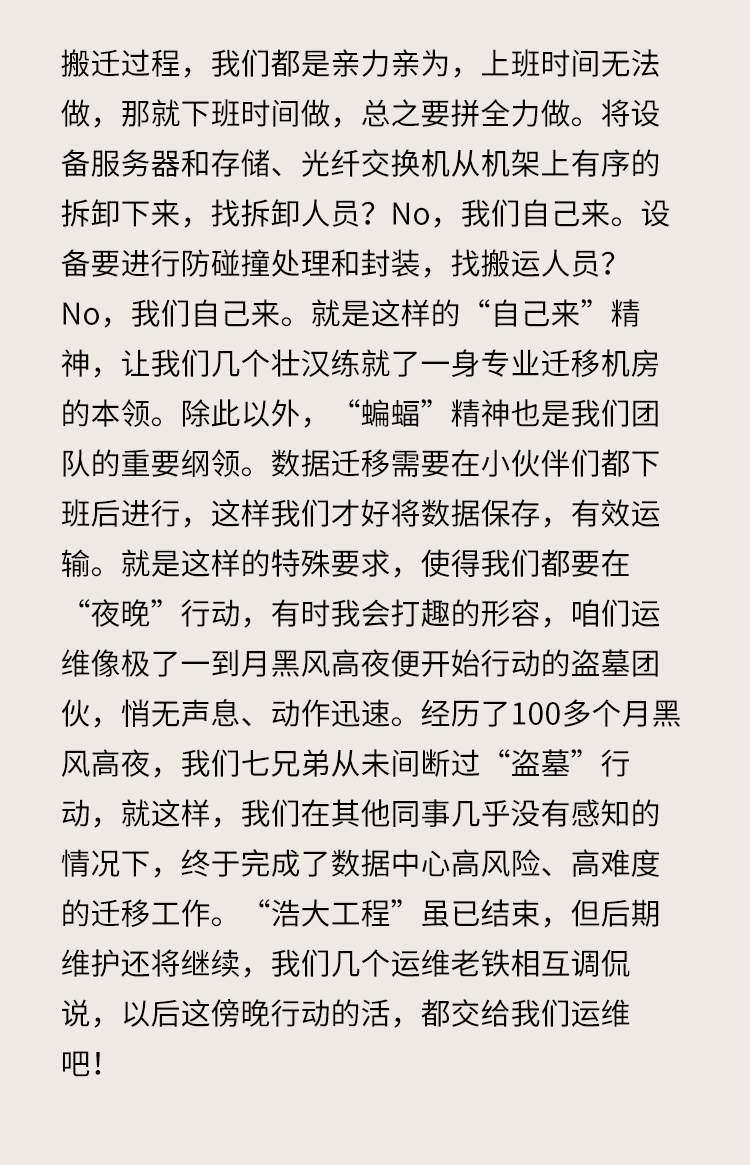 搬迁过程，我们都是亲力亲为，上班时间无法
做，那就下班时间做，总之要拼全力做。将设
备服务器和存储、光纤交换机从机架上有序的
拆卸下来，找拆卸人员？No，我们自己来。设
备要进行防碰撞处理和封装，找搬运人员？
No，我们自己来。就是这样的“自己来”精
神，让我们几个壮汉练就了一身专业迁移机房
的本领。除此以外，“蝙蝠”精神也是我们团
队的重要纲领。数据迁移需要在小伙伴们都下
班后进行，这样我们才好将数据保存，有效运
输。就是这样的特殊要求，使得我们都要在
“夜晚”行动，有时我会打趣的形容，咱们运
维像极了一到月黑风高夜便开始行动的盗墓团
伙，悄无声息、动作迅速。经历了100多个月黑
风高夜，我们七兄弟从未间断过“盗墓”行
动，就这样，我们在其他同事几乎没有感知的
情况下，终于完成了数据中心高风险、高难度
的迁移工作。“浩大工程”虽已结束，但后期
维护还将继续，我们几个运维老铁相互调侃
说，以后这傍晚行动的活，都交给我们运维
吧！